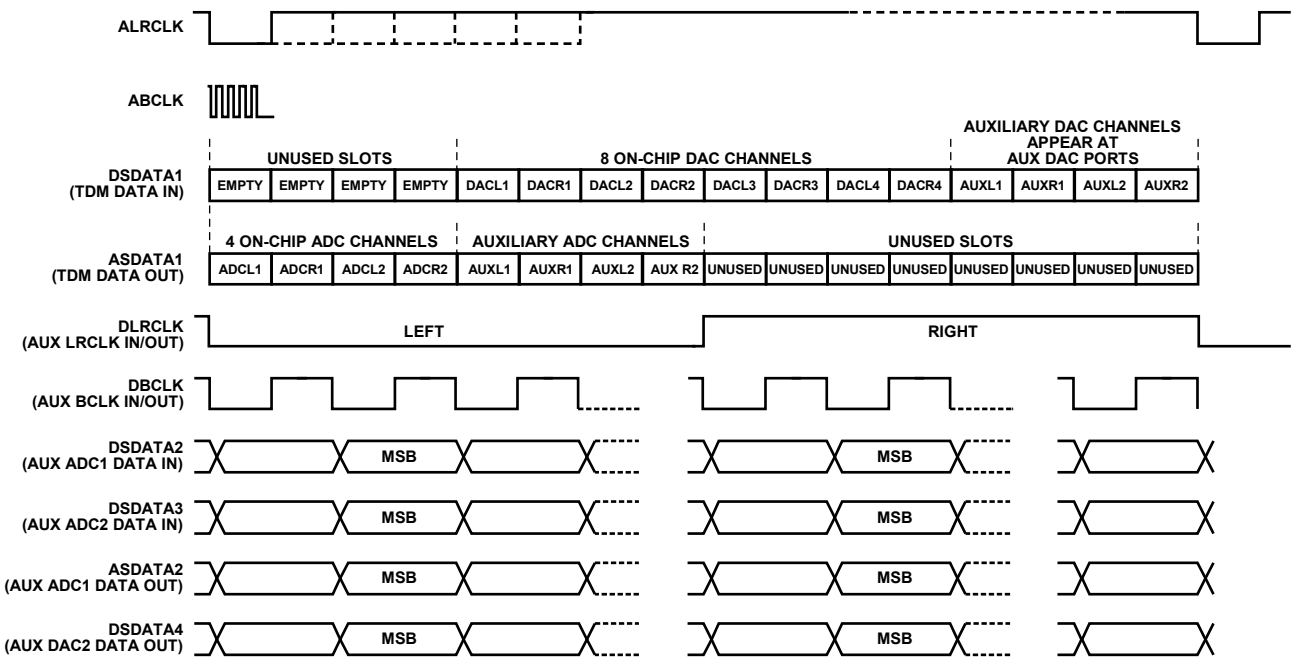 ALRCLK
ABCLK
AUXILIARY DAC CHANNELS
APPEAR AT
AUX DAC PORTS
UNUSED SLOTS
8 ON-CHIP DAC CHANNELS
DSDATA1
(TDM DATA IN)
EMPTY EMPTY EMPTY EMPTY DACL1 DACR1 DACL2 DACR2 DACL3 DACR3 DACL4 DACR4 AUXL1 AUXR1 AUXL2 AUXR2
4 ON-CHIP ADC CHANNELS
AUXILIARY ADC CHANNELS
UNUSED SLOTS
ASDATA1
(TDM DATA OUT)
ADCL1 ADCR1 ADCL2 ADCR2 AUXL1 AUXR1 AUXL2 AUX R2 UNUSED UNUSED UNUSED UNUSED UNUSED UNUSED UNUSED UNUSED
DLRCLK
(AUX LRCLK IN/OUT)
LEFT
RIGHT
DBCLK
(AUX BCLK IN/OUT)
DSDATA2
(AUX ADC1 DATA IN)
MSB
MSB
DSDATA3
(AUX ADC2 DATA IN)
MSB
MSB
ASDATA2
(AUX ADC1 DATA OUT)
MSB
MSB
DSDATA4
(AUX DAC2 DATA OUT)
MSB
MSB